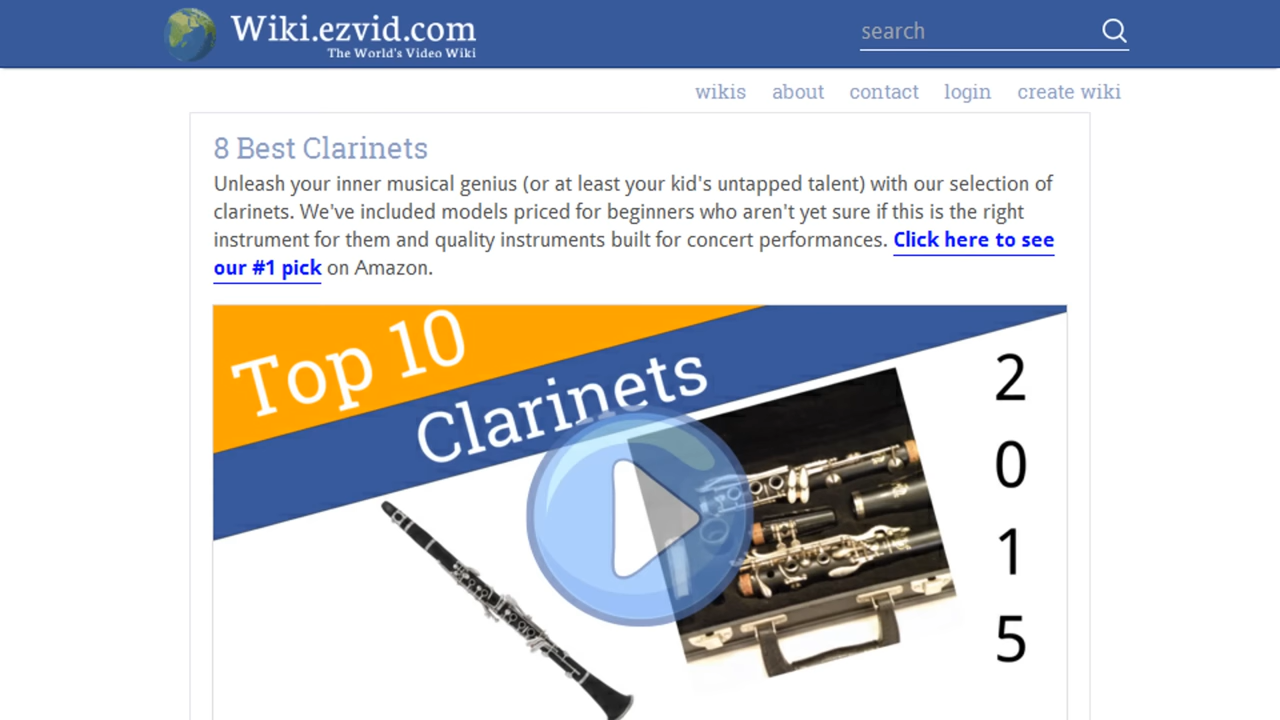 Wiki.ezvid.com
The World's Video Wiki
search
wikis about contact login create wiki
8 Best Clarinets
Unleash your inner musical genius (or at least your kid's untapped talent) with our selection of
clarinets. We've included models priced for beginners who aren't yet sure if this is the right
instrument for them and quality instruments built for concert performances. Click here to see
our #1 pick on Amazon.
Top 10
Clarinets
2
0
1
5